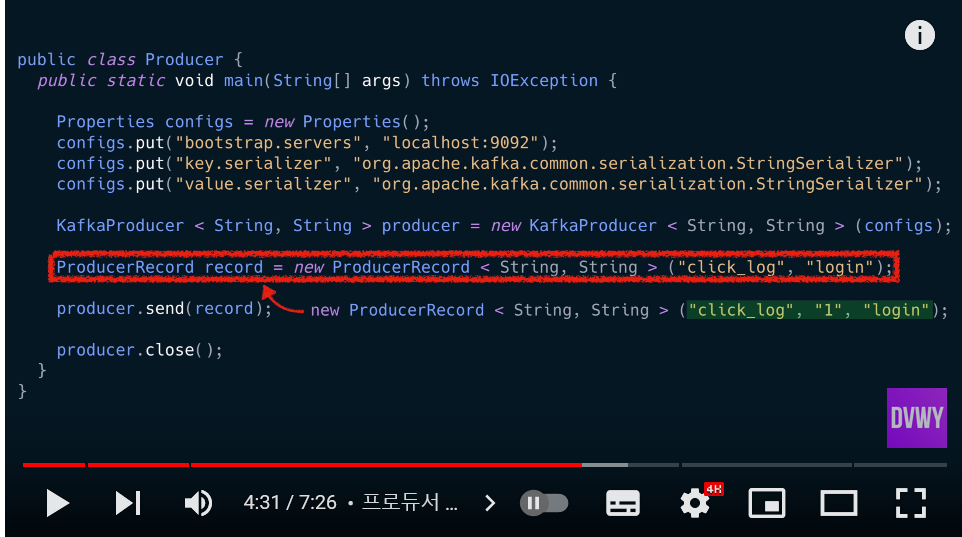 public class Producer {
public static void main(String[] args) throws IOException {
Properties configs = new Properties();
configs.put("bootstrap.servers", "localhost:9092");
configs.put("key.serializer", "org.apache.kafka.common.serialization.StringSerializer");
configs.put("value.serializer", "org.apache.kafka.common.serialization.StringSerializer");
KafkaProducer < String, String > producer = new KafkaProducer < String, String > (configs);
ProducerRecord record = new ProducerRecord < String, String > ("click_log", "login");
producer.send(record);
new ProducerRecord < String, String > ("click_log", "1", "login");
producer.close();
}
}
DVWY
4:31 / 7:26 • 프로듀서 ...
4K